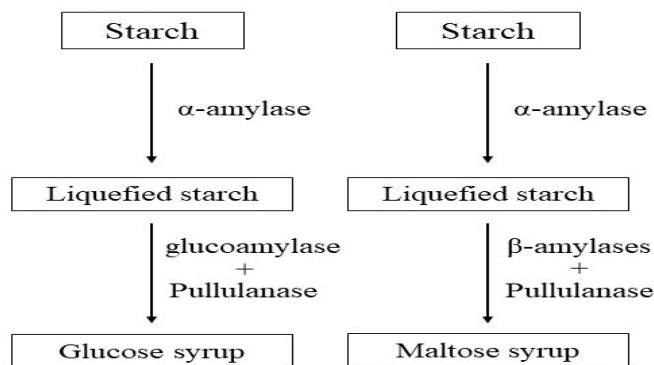 Starch
α-amylase
Liquefied starch
glucoamylase
+
Pullulanase
Glucose syrup
Starch
α-amylase
Liquefied starch
β-amylases
+
Pullulanase
Maltose syrup